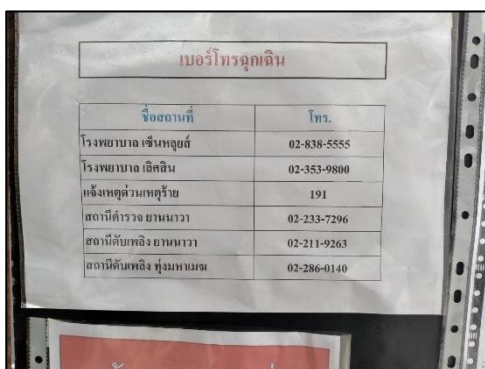 เบอร์โทรฉุกเฉิน
ชื่อสถานที่ โทร.
โรงพยาบาล เซ็นหลุยส์ 02-838-5555
โรงพยาบาล เลิดสิน 02-353-9800
แจ้งเหตุด่วนเหตุร้าย 191
สถานีตำรวจ ยานนาวา 02-233-7296
สถานีดับเพลิง ยานนาวา 02-211-9263
สถานีดับเพลิง ทุ่งมหาเมฆ 02-286-0140